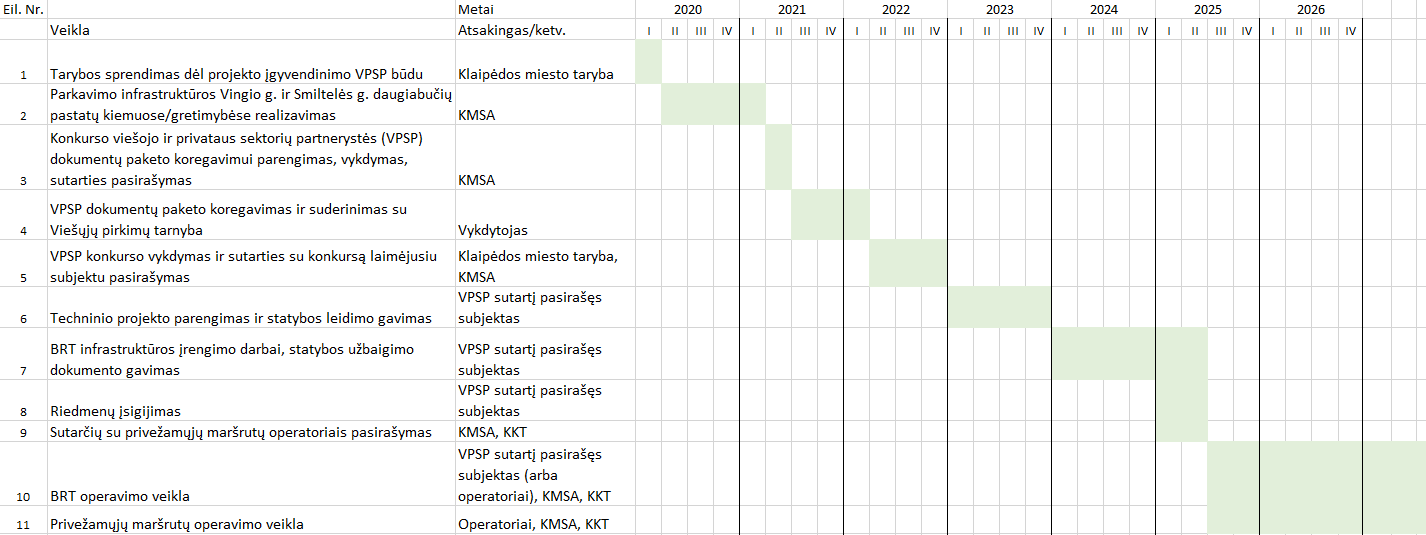 Eil. Nr. Metai 2020 2021 2022 2023 2024 2025 2026
Veikla Atsakingas/ketv. I II III IV I II III IV I II III IV I II III IV I II III IV I II III IV I II III IV
1 Tarybos sprendimas dėl projekto įgyvendinimo VPSP būdu Klaipėdos miesto taryba
Parkavimo infrastruktūros Vingio g. ir Smiltelės g. daugiabučių
2 pastatų kiemuose/gretimybėse realizavimas KMSA
Konkurso viešojo ir privataus sektorių partnerystės (VPSP)
dokumentų paketo koregavimui parengimas, vykdymas,
3 sutarties pasirašymas KMSA
VPSP dokumentų paketo koregavimas ir suderinimas su
4 Viešųjų pirkimų tarnyba Vykdytojas
VPSP konkurso vykdymas ir sutarties su konkursą laimėjusiu Klaipėdos miesto taryba,
5 subjektu pasirašymas KMSA
VPSP sutartį pasirašęs
6 Techninio projekto parengimas ir statybos leidimo gavimas subjektas
BRT infrastruktūros įrengimo darbai, statybos užbaigimo VPSP sutartį pasirašęs
7 dokumento gavimas subjektas
VPSP sutartį pasirašęs
8 Riedmenų įsigijimas subjektas
9 Sutarčių su privežamųjų maršrutų operatoriais pasirašymas KMSA, KKT
VPSP sutartį pasirašęs
subjektas (arba
10 BRT operavimo veikla operatoriai), KMSA, KKT
11 Privežamųjų maršrutų operavimo veikla Operatoriai, KMSA, KKT